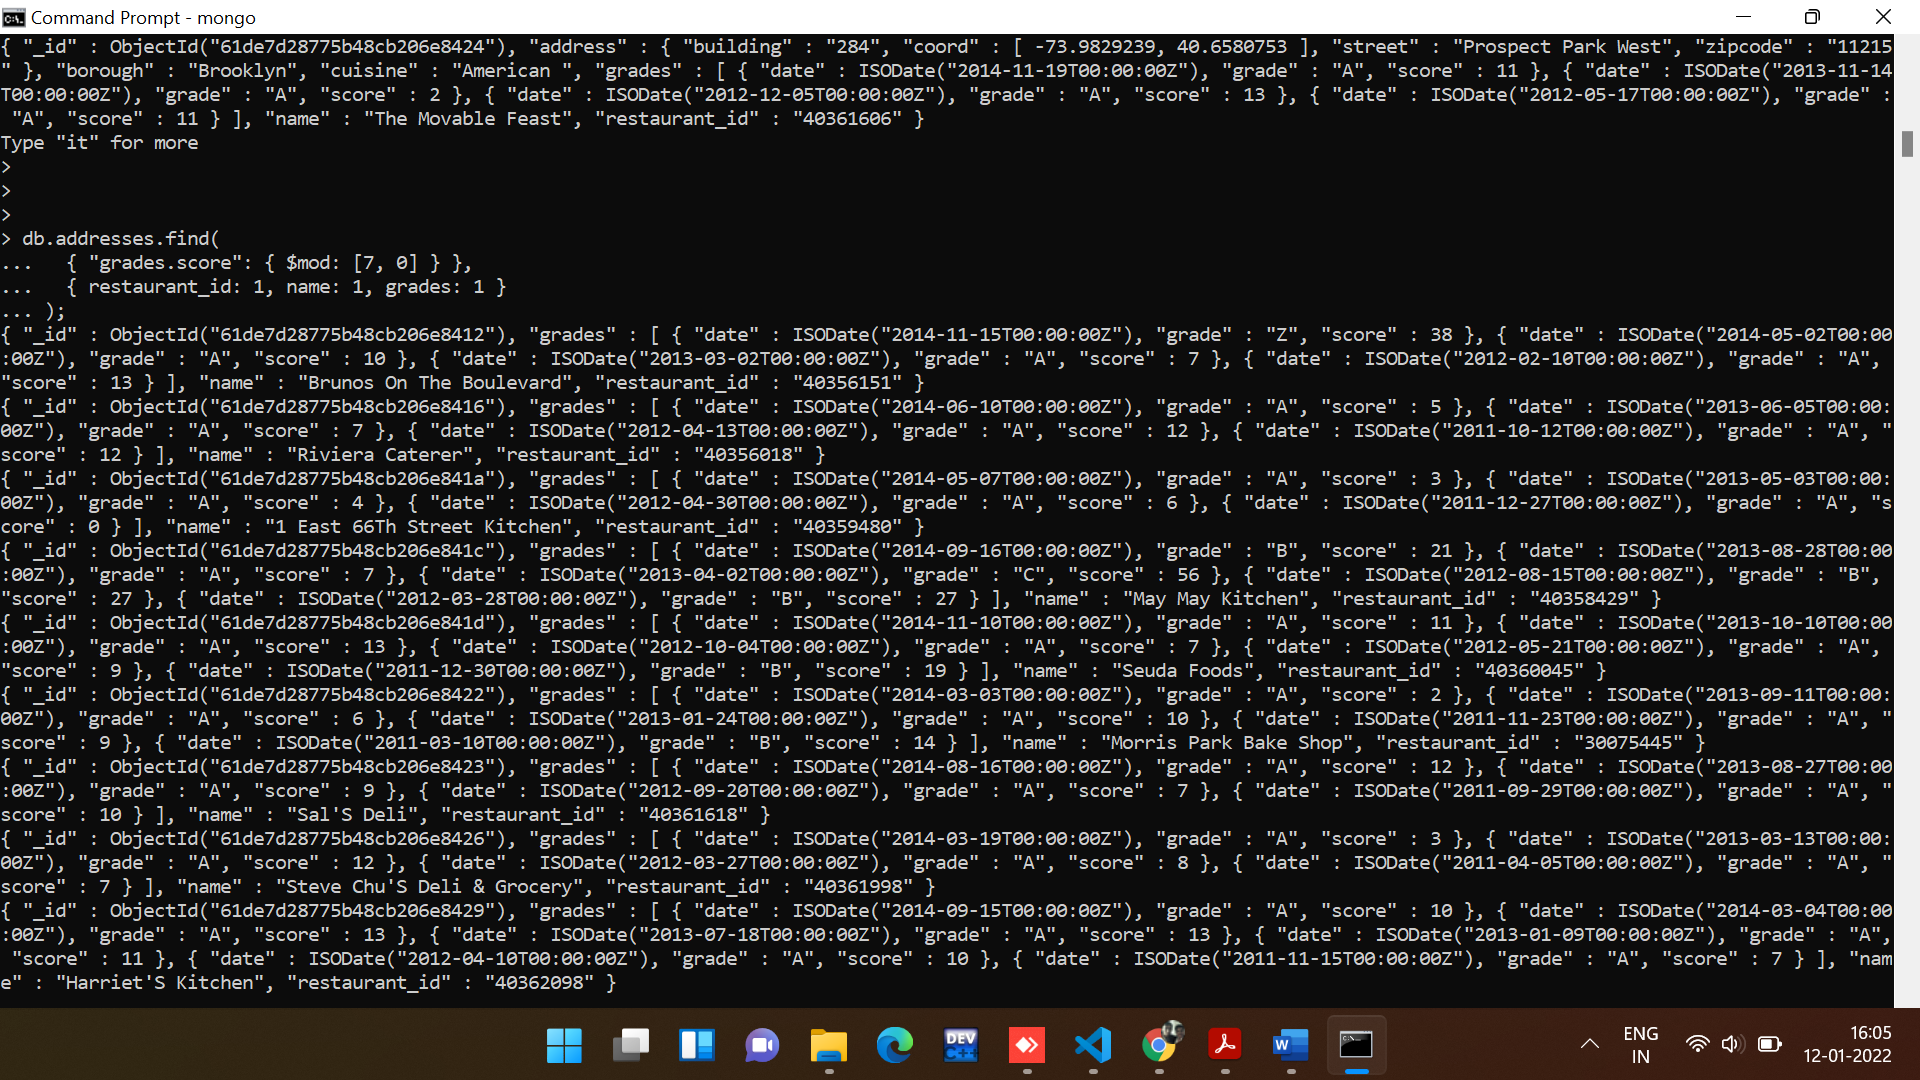 Command Prompt - mongo
{ "_id" : ObjectId("61de7d28775b48cb206e8424"), "address" : { "building" : "284", "coord" : [ -73.9829239, 40.6580753 ], "street" : "Prospect Park West", "zipcode" : "11215
" }, "borough" : "Brooklyn", "cuisine" : "American ", "grades" : [ { "date" : ISODate("2014-11-19T00:00:00Z"), "grade" : "A", "score" : 11 }, { "date" : ISODate("2013-11-14
T00:00:00Z"), "grade" : "A", "score" : 2 }, { "date" : ISODate("2012-12-05T00:00:00Z"), "grade" : "A", "score" : 13 }, { "date" : ISODate("2012-05-17T00:00:00Z"), "grade" :
 "A", "score" : 11 } ], "name" : "The Movable Feast", "restaurant_id" : "40361606" }
Type "it" for more
>
>
>
> db.addresses.find(
...   { "grades.score": { $mod: [7, 0] } },
...   { restaurant_id: 1, name: 1, grades: 1 }
... );
{ "_id" : ObjectId("61de7d28775b48cb206e8412"), "grades" : [ { "date" : ISODate("2014-11-15T00:00:00Z"), "grade" : "Z", "score" : 38 }, { "date" : ISODate("2014-05-02T00:00
:00Z"), "grade" : "A", "score" : 10 }, { "date" : ISODate("2013-03-02T00:00:00Z"), "grade" : "A", "score" : 7 }, { "date" : ISODate("2012-02-10T00:00:00Z"), "grade" : "A",
"score" : 13 } ], "name" : "Brunos On The Boulevard", "restaurant_id" : "40356151" }
{ "_id" : ObjectId("61de7d28775b48cb206e8416"), "grades" : [ { "date" : ISODate("2014-06-10T00:00:00Z"), "grade" : "A", "score" : 5 }, { "date" : ISODate("2013-06-05T00:00:
00Z"), "grade" : "A", "score" : 7 }, { "date" : ISODate("2012-04-13T00:00:00Z"), "grade" : "A", "score" : 12 }, { "date" : ISODate("2011-10-12T00:00:00Z"), "grade" : "A", "
score" : 12 } ], "name" : "Riviera Caterer", "restaurant_id" : "40356018" }
{ "_id" : ObjectId("61de7d28775b48cb206e841a"), "grades" : [ { "date" : ISODate("2014-05-07T00:00:00Z"), "grade" : "A", "score" : 3 }, { "date" : ISODate("2013-05-03T00:00:
00Z"), "grade" : "A", "score" : 4 }, { "date" : ISODate("2012-04-30T00:00:00Z"), "grade" : "A", "score" : 6 }, { "date" : ISODate("2011-12-27T00:00:00Z"), "grade" : "A", "s
core" : 0 } ], "name" : "1 East 66Th Street Kitchen", "restaurant_id" : "40359480" }
{ "_id" : ObjectId("61de7d28775b48cb206e841c"), "grades" : [ { "date" : ISODate("2014-09-16T00:00:00Z"), "grade" : "B", "score" : 21 }, { "date" : ISODate("2013-08-28T00:00
:00Z"), "grade" : "A", "score" : 7 }, { "date" : ISODate("2013-04-02T00:00:00Z"), "grade" : "C", "score" : 56 }, { "date" : ISODate("2012-08-15T00:00:00Z"), "grade" : "B",
"score" : 27 }, { "date" : ISODate("2012-03-28T00:00:00Z"), "grade" : "B", "score" : 27 } ], "name" : "May May Kitchen", "restaurant_id" : "40358429" }
{ "_id" : ObjectId("61de7d28775b48cb206e841d"), "grades" : [ { "date" : ISODate("2014-11-10T00:00:00Z"), "grade" : "A", "score" : 11 }, { "date" : ISODate("2013-10-10T00:00
:00Z"), "grade" : "A", "score" : 13 }, { "date" : ISODate("2012-10-04T00:00:00Z"), "grade" : "A", "score" : 7 }, { "date" : ISODate("2012-05-21T00:00:00Z"), "grade" : "A",
"score" : 9 }, { "date" : ISODate("2011-12-30T00:00:00Z"), "grade" : "B", "score" : 19 } ], "name" : "Seuda Foods", "restaurant_id" : "40360045" }
{ "_id" : ObjectId("61de7d28775b48cb206e8422"), "grades" : [ { "date" : ISODate("2014-03-03T00:00:00Z"), "grade" : "A", "score" : 2 }, { "date" : ISODate("2013-09-11T00:00:
00Z"), "grade" : "A", "score" : 6 }, { "date" : ISODate("2013-01-24T00:00:00Z"), "grade" : "A", "score" : 10 }, { "date" : ISODate("2011-11-23T00:00:00Z"), "grade" : "A", "
score" : 9 }, { "date" : ISODate("2011-03-10T00:00:00Z"), "grade" : "B", "score" : 14 } ], "name" : "Morris Park Bake Shop", "restaurant_id" : "30075445" }
{ "_id" : ObjectId("61de7d28775b48cb206e8423"), "grades" : [ { "date" : ISODate("2014-08-16T00:00:00Z"), "grade" : "A", "score" : 12 }, { "date" : ISODate("2013-08-27T00:00
:00Z"), "grade" : "A", "score" : 9 }, { "date" : ISODate("2012-09-20T00:00:00Z"), "grade" : "A", "score" : 7 }, { "date" : ISODate("2011-09-29T00:00:00Z"), "grade" : "A", "
score" : 10 } ], "name" : "Sal'S Deli", "restaurant_id" : "40361618" }
{ "_id" : ObjectId("61de7d28775b48cb206e8426"), "grades" : [ { "date" : ISODate("2014-03-19T00:00:00Z"), "grade" : "A", "score" : 3 }, { "date" : ISODate("2013-03-13T00:00:
00Z"), "grade" : "A", "score" : 12 }, { "date" : ISODate("2012-03-27T00:00:00Z"), "grade" : "A", "score" : 8 }, { "date" : ISODate("2011-04-05T00:00:00Z"), "grade" : "A", "
score" : 7 } ], "name" : "Steve Chu'S Deli & Grocery", "restaurant_id" : "40361998" }
{ "_id" : ObjectId("61de7d28775b48cb206e8429"), "grades" : [ { "date" : ISODate("2014-09-15T00:00:00Z"), "grade" : "A", "score" : 10 }, { "date" : ISODate("2014-03-04T00:00
:00Z"), "grade" : "A", "score" : 13 }, { "date" : ISODate("2013-07-18T00:00:00Z"), "grade" : "A", "score" : 13 }, { "date" : ISODate("2013-01-09T00:00:00Z"), "grade" : "A",
 "score" : 11 }, { "date" : ISODate("2012-04-10T00:00:00Z"), "grade" : "A", "score" : 10 }, { "date" : ISODate("2011-11-15T00:00:00Z"), "grade" : "A", "score" : 7 } ], "nam
e" : "Harriet'S Kitchen", "restaurant_id" : "40362098" }
DEV
C++
W
ENG
IN
16:05
12-01-2022